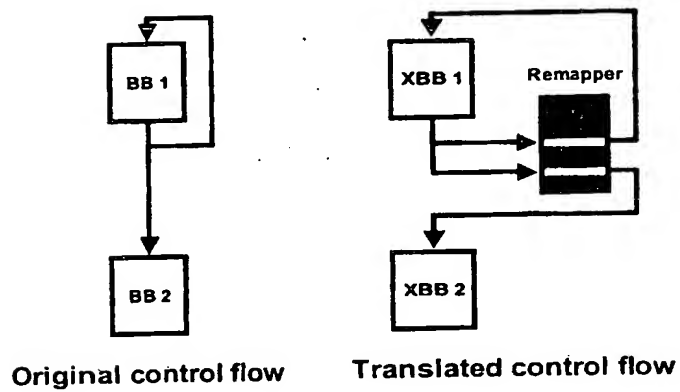 BB 1
XBB 1
Remapper
BB 2
XBB 2
Original control flow
Translated control flow